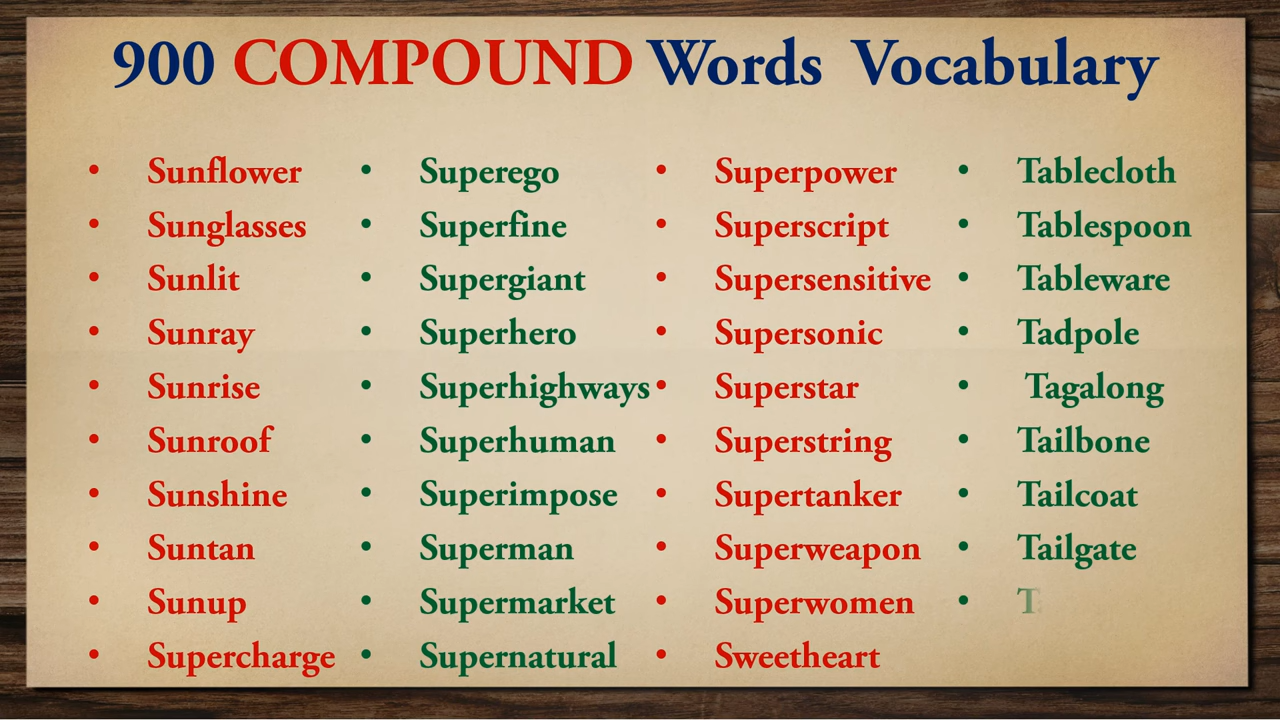 900 COMPOUND Words Vocabulary
• Sunflower
• Sunglasses
• Sunlit
• Sunray
• Sunrise
• Sunroof
• Sunshine
• Suntan
• Sunup
• Supercharge
• Superego
• Superfine
• Supergiant
• Superhero
• Superhighways
• Superhuman
• Superimpose
• Superman
• Supermarket
• Supernatural
• Superpower
• Superscript
• Supersensitive
• Supersonic
• Superstar
• Superstring
• Supertanker
• Superweapon
• Superwomen
• Sweetheart
• Tablecloth
• Tablespoon
• Tableware
• Tadpole
• Tagalong
• Tailbone
• Tailcoat
• Tailgate
• T